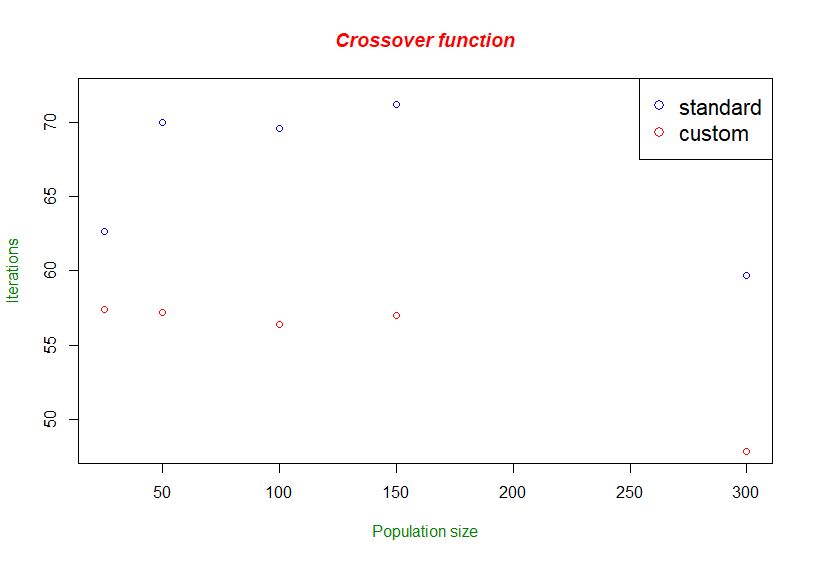 Crossover function
standard
custom
70
65
60
55
50
Iterations
50 100 150 200 250 300
Population size